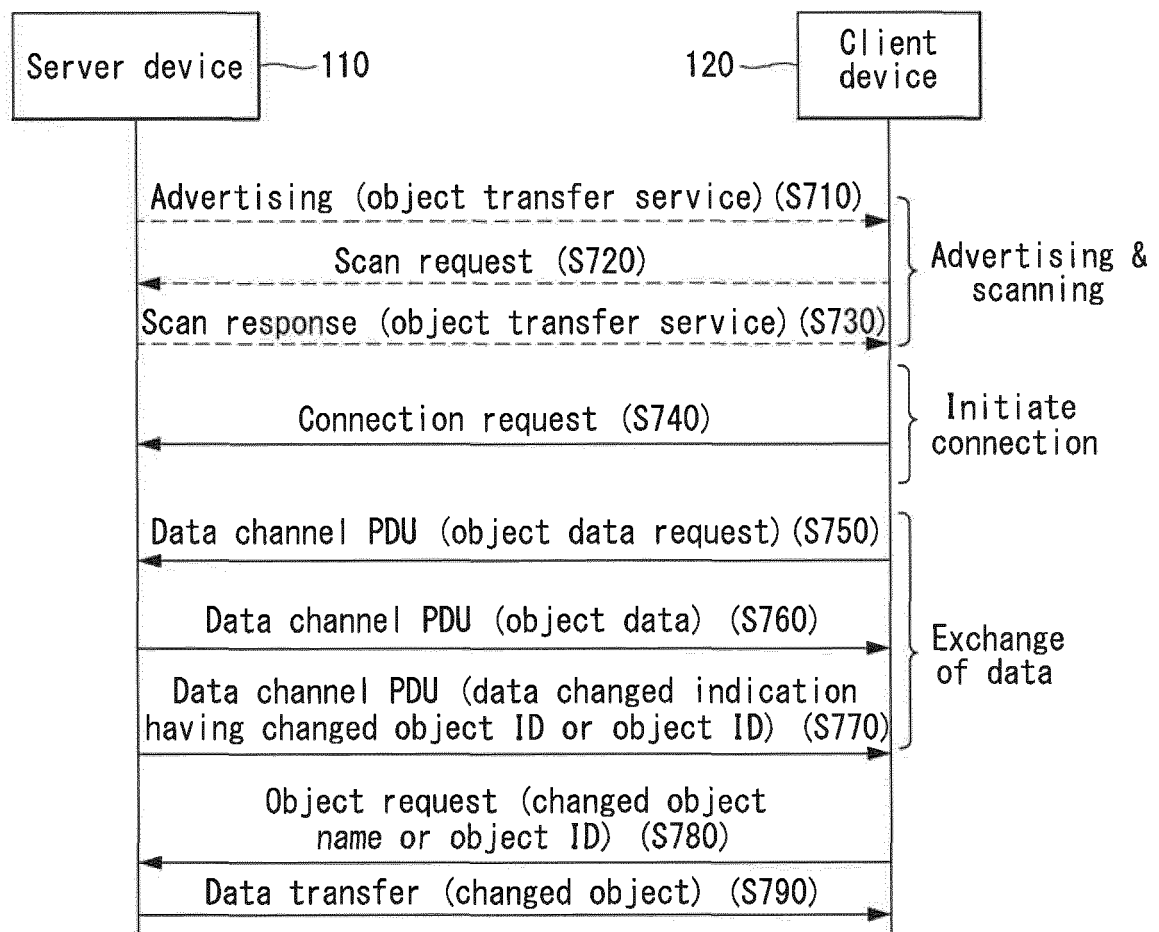 Server device
110
120
Client
device
Advertising (object transfer service) (S710)
Scan request (S720)
Scan response (object transfer service) (S730)
Advertising &
scanning
Connection request (S740)
Initiate
connection
Data channel PDU (object data request) (S750)
Data channel PDU (object data) (S760)
Data channel PDU (data changed indication
having changed object ID or object ID) (S770)
Exchange
of data
Object request (changed object
name or object ID) (S780)
Data transfer (changed object) (S790)